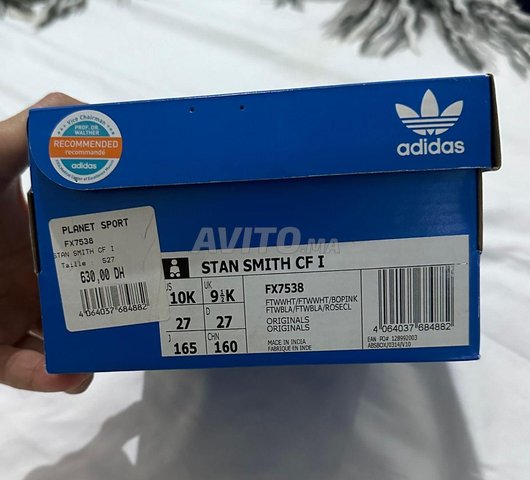 Vice Chairman
PROF. DR.
WALTHER
RECOMMENDED
recommandé
adidas
adidas
PLANET SPORT
FX7538
STAN SMITH CF I
Taille : S27
630,00 DH
4 064037 684882
AVITO.MA
STAN SMITH CF I
US 10K UK 9½K
27 D 27
J 165 CHN 160
FX7538
FTWWHT/FTWWHT/BOPINK
FTWBLA/FTWBLA/ROSECL
ORIGINALS
ORIGINALS
MADE IN INDIA
FABRIQUÉ EN INDE
4 064037 684882
EAN PO# 128992003
ABSBOX/0314/V10